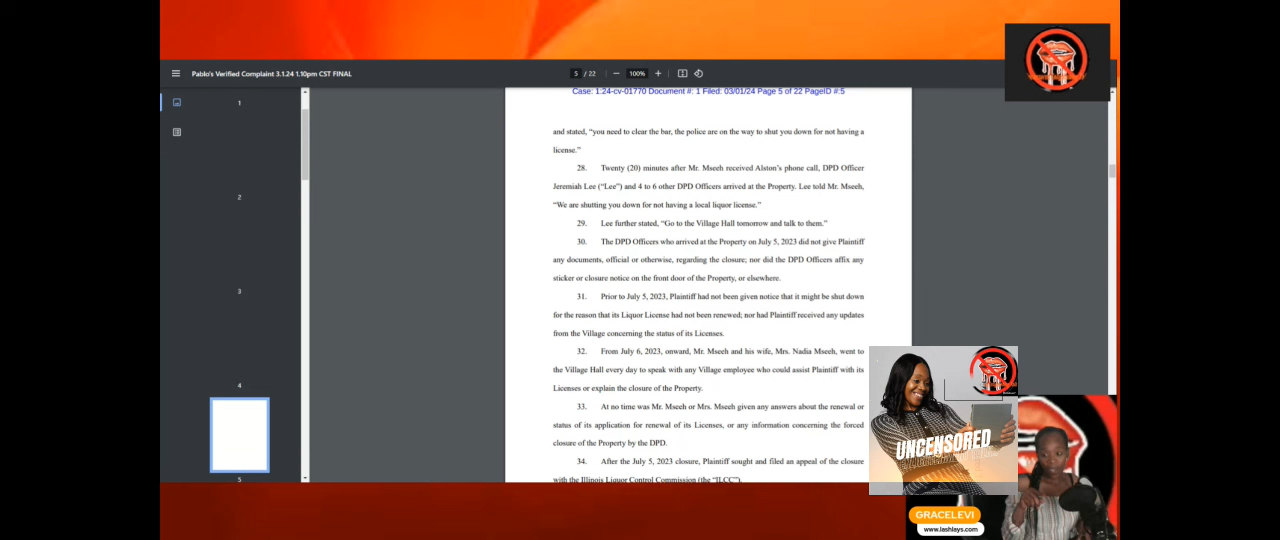 Pablo's Verified Complaint 3.1.24 1.10pm CST FINAL
5 / 22
100%
1
2
3
4
5
Case: 1:24-cv-01770 Document #: 1 Filed: 03/01/24 Page 5 of 22 PageID #:5
and stated, “you need to clear the bar, the police are on the way to shut you down for not having a
license.”
28. Twenty (20) minutes after Mr. Mseeh received Alston’s phone call, DPD Officer
Jeremiah Lee (“Lee”) and 4 to 6 other DPD Officers arrived at the Property. Lee told Mr. Mseeh,
“We are shutting you down for not having a local liquor license.”
29. Lee further stated, “Go to the Village Hall tomorrow and talk to them.”
30. The DPD Officers who arrived at the Property on July 5, 2023 did not give Plaintiff
any documents, official or otherwise, regarding the closure; nor did the DPD Officers affix any
sticker or closure notice on the front door of the Property, or elsewhere.
31. Prior to July 5, 2023, Plaintiff had not been given notice that it might be shut down
for the reason that its Liquor License had not been renewed; nor had Plaintiff received any updates
from the Village concerning the status of its Licenses.
32. From July 6, 2023, onward, Mr. Mseeh and his wife, Mrs. Nadia Mseeh, went to
the Village Hall every day to speak with any Village employee who could assist Plaintiff with its
Licenses or explain the closure of the Property.
33. At no time was Mr. Mseeh or Mrs. Mseeh given any answers about the renewal or
status of its application for renewal of its Licenses, or any information concerning the forced
closure of the Property by the DPD.
34. After the July 5, 2023 closure, Plaintiff sought and filed an appeal of the closure
with the Illinois Liquor Control Commission (the “ILCC”).
UNCENSORED
GRACELEVI
www.lashlays.com